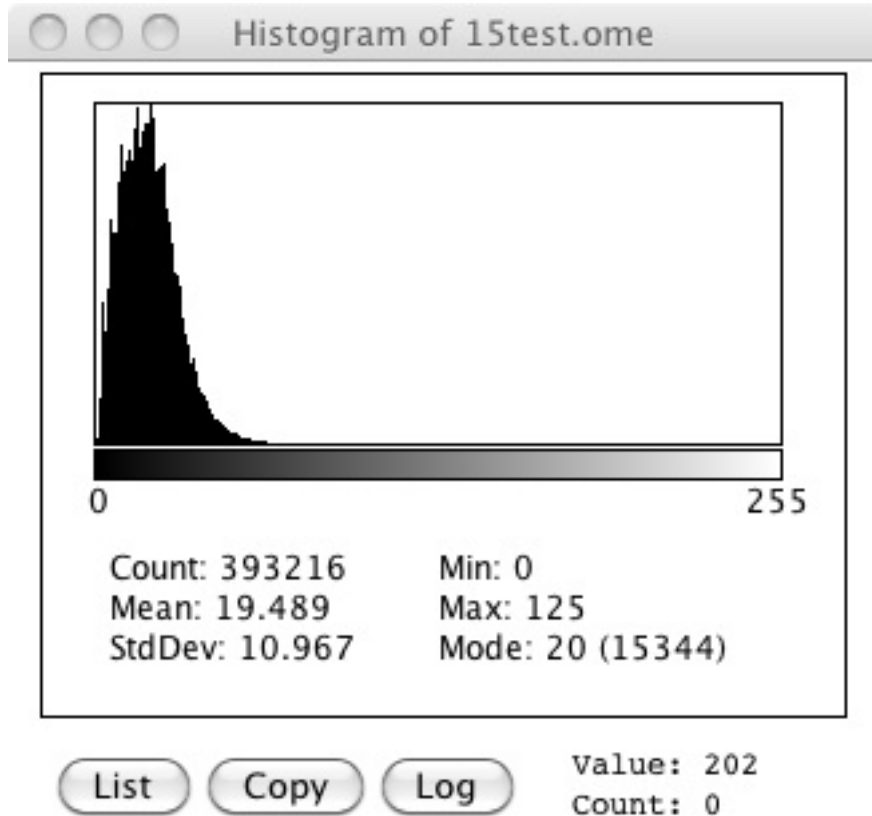 Histogram of 15test.ome
0 255
Count: 393216 Min: 0
Mean: 19.489 Max: 125
StdDev: 10.967 Mode: 20 (15344)
List Copy Log Value: 202
Count: 0